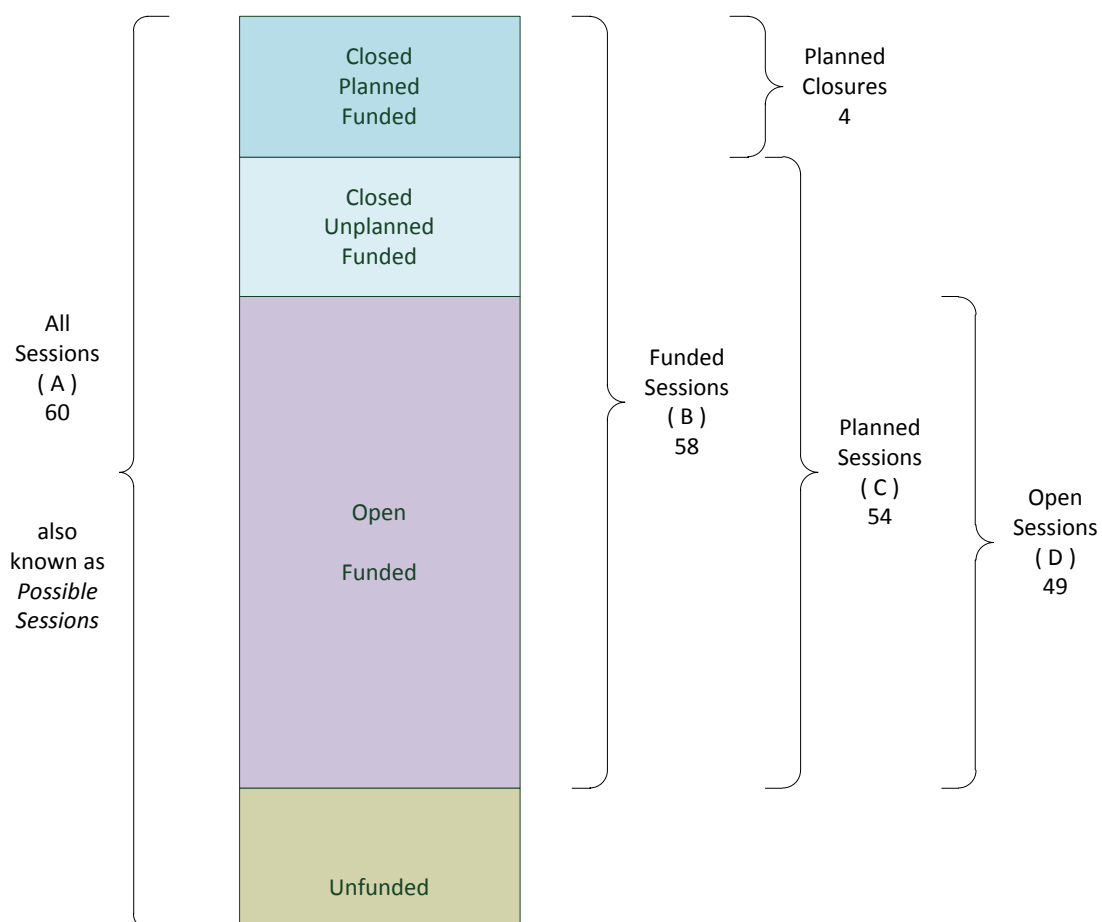 Closed
Planned
Funded
Planned
Closures
4
Closed
Unplanned
Funded
All
Sessions
( A )
60
also
known as
Possible
Sessions
Open
Funded
Funded
Sessions
( B )
58
Planned
Sessions
( C )
54
Open
Sessions
( D )
49
Unfunded